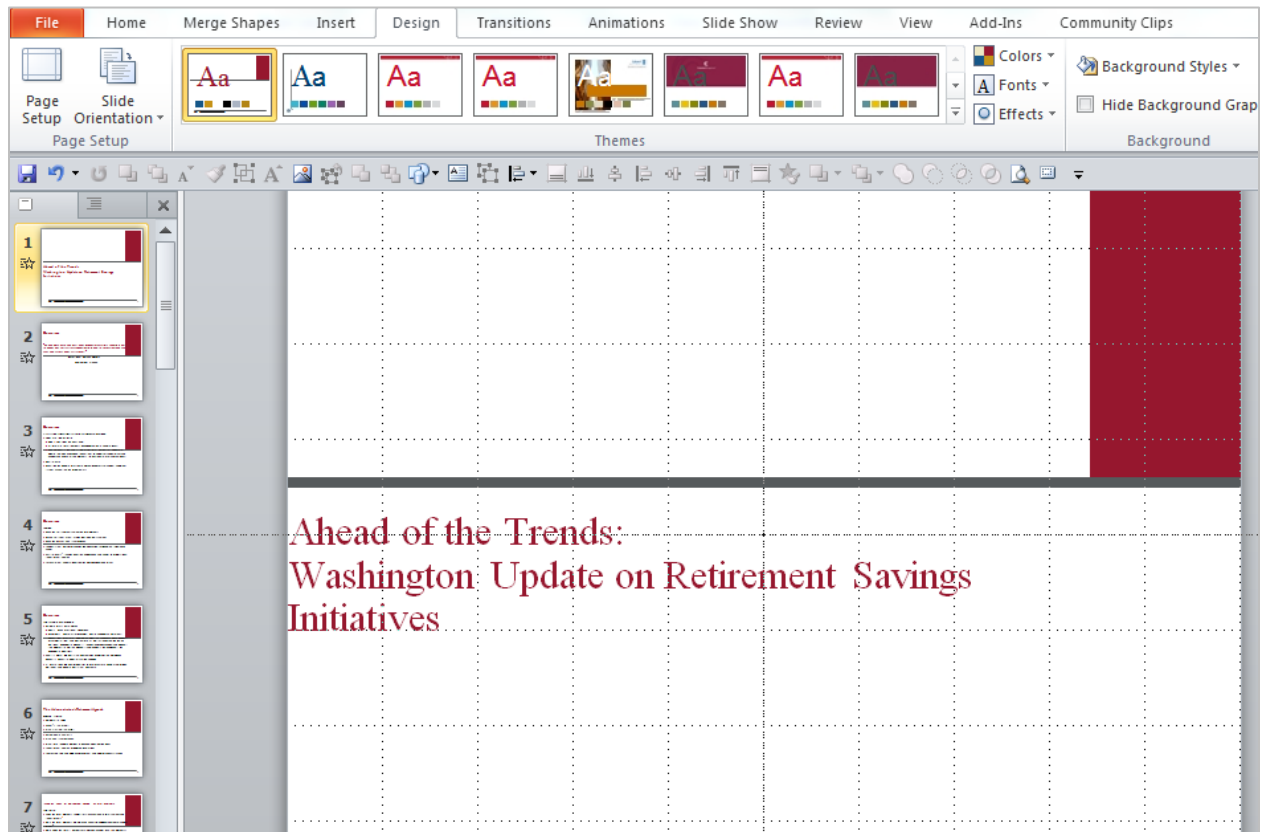 File Home Merge Shapes Insert Design Transitions Animations Slide Show Review View Add-Ins Community Clips
Page Setup
Slide Orientation
Aa Aa Aa Aa Aa Aa Aa Aa
Colors
Fonts
Effects
Background Styles
Hide Background Grap
Page Setup Themes Background
1
2
3
4
5
6
7
Ahead of the Trends:
Washington Update on Retirement Savings
Initiatives